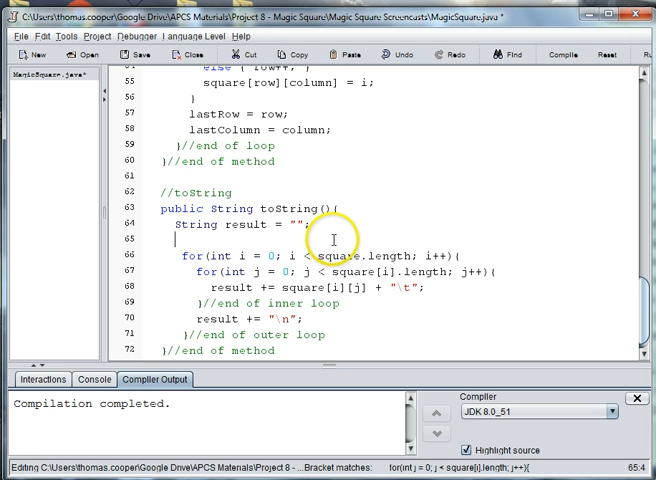 C:\Users\thomas.cooper\Google Drive\APCS Materials\Project 8 - Magic Square\Magic Square Screencasts\MagicSquare.java *
File Edit Tools Project Debugger Language Help
New Open Save Close Cut Copy Paste Undo Redo Find Compile Reset Ru
MagicSquare.java*
else { row++; }
55 square[row][column] = i;
56 }
57 lastRow = row;
58 lastColumn = column;
59 }//end of loop
60 }//end of method
61
62 //toString
63 public String toString(){
64 String result = "";
65
66 for(int i = 0; i < square.length; i++){
67 for(int j = 0; j < square[i].length; j++){
68 result += square[i][j] + "\t";
69 }//end of inner loop
70 result += "\n";
71 }//end of outer loop
72 }//end of method
Interactions Console Compiler Output
Compilation completed.
Compiler
JDK 8.0_51
Highlight source
Editing C:\Users\thomas.cooper\Google Drive\APCS Materials\Project 8 - ...Bracket matches: for(int j = 0; j < square[i].length; j++){ 65:4